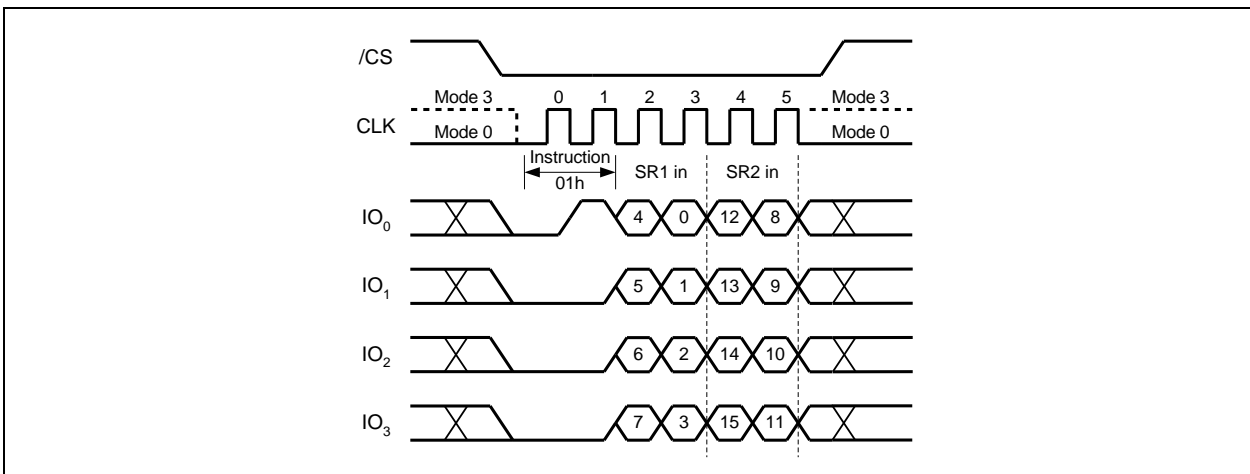 /CS
Mode 3 0 1 2 3 4 5 Mode 3
CLK Mode 0 Mode 0
Instruction
01h SR1 in SR2 in
IO0 4 0 12 8
IO1 5 1 13 9
IO2 6 2 14 10
IO3 7 3 15 11